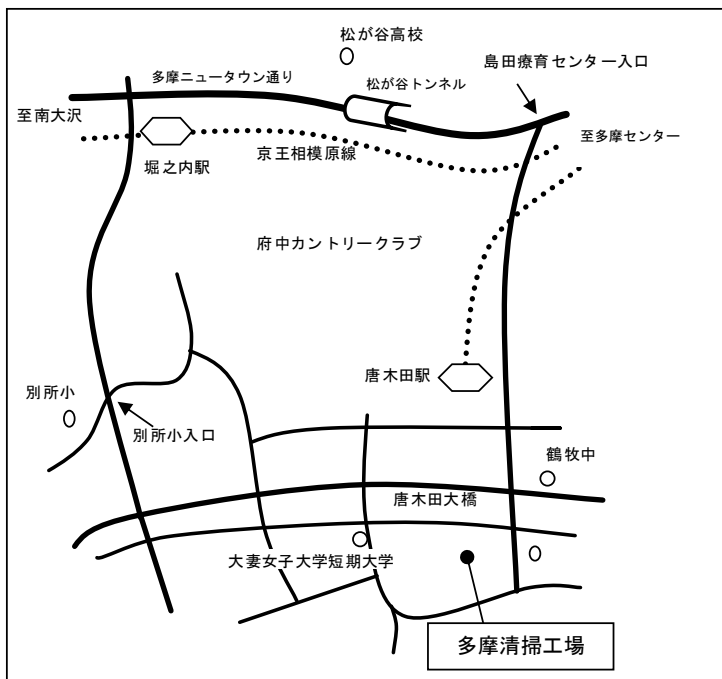 松が谷高校
島田療育センター入口
多摩ニュータウン通り
松が谷トンネル
至南大沢
至多摩センター
京王相模原線
堀之内駅
府中カントリークラブ
唐木田駅
別所小
別所小入口
鶴牧中
唐木田大橋
大妻女子大学短期大学
多摩清掃工場